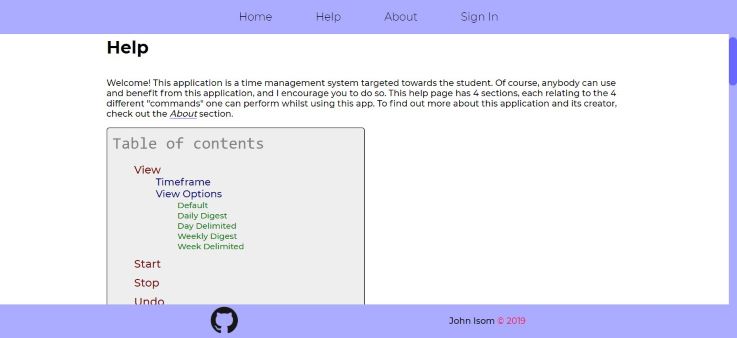 Home Help About Sign In
Help
Welcome! This application is a time management system targeted towards the student. Of course, anybody can use
and benefit from this application, and I encourage you to do so. This help page has 4 sections, each relating to the 4
different "commands" one can perform whilst using this app. To find out more about this application and its creator,
check out the About section.
Table of contents
View
Timeframe
View Options
Default
Daily Digest
Day Delimited
Weekly Digest
Week Delimited
Start
Stop
Undo
John Isom © 2019